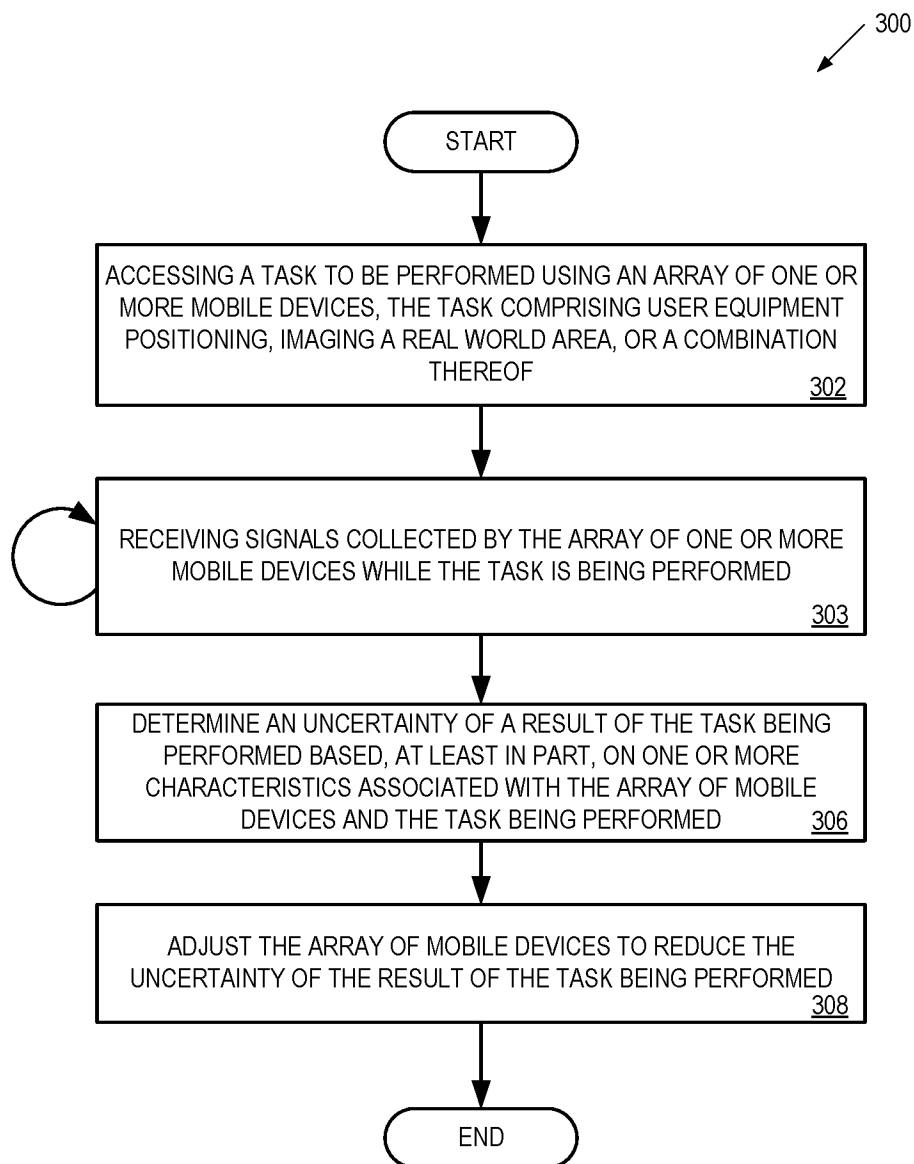 300
START
ACCESSING A TASK TO BE PERFORMED USING AN ARRAY OF ONE OR
MORE MOBILE DEVICES, THE TASK COMPRISING USER EQUIPMENT
POSITIONING, IMAGING A REAL WORLD AREA, OR A COMBINATION
THEREOF
302
RECEIVING SIGNALS COLLECTED BY THE ARRAY OF ONE OR MORE
MOBILE DEVICES WHILE THE TASK IS BEING PERFORMED
303
DETERMINE AN UNCERTAINTY OF A RESULT OF THE TASK BEING
PERFORMED BASED, AT LEAST IN PART, ON ONE OR MORE
CHARACTERISTICS ASSOCIATED WITH THE ARRAY OF MOBILE
DEVICES AND THE TASK BEING PERFORMED
306
ADJUST THE ARRAY OF MOBILE DEVICES TO REDUCE THE
UNCERTAINTY OF THE RESULT OF THE TASK BEING PERFORMED
308
END